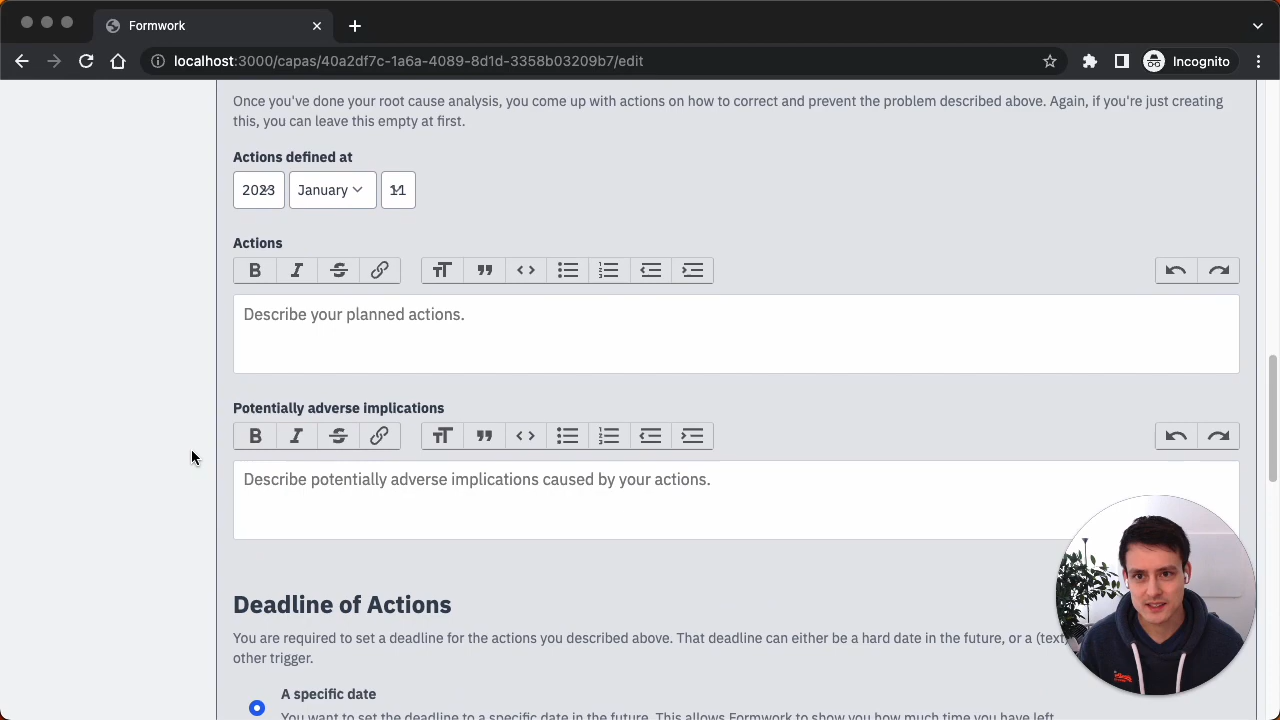 Formwork
localhost:3000/capas/40a2df7c-1a6a-4089-8d1d-3358b03209b7/edit
Incognito
Once you've done your root cause analysis, you come up with actions on how to correct and prevent the problem described above. Again, if you're just creating
this, you can leave this empty at first.
Actions defined at
2023 January 11
Actions
Describe your planned actions.
Potentially adverse implications
Describe potentially adverse implications caused by your actions.
Deadline of Actions
You are required to set a deadline for the actions you described above. That deadline can either be a hard date in the future, or a (text)
other trigger.
A specific date
You want to set the deadline to a specific date in the future. This allows Formwork to show you how much time you have left